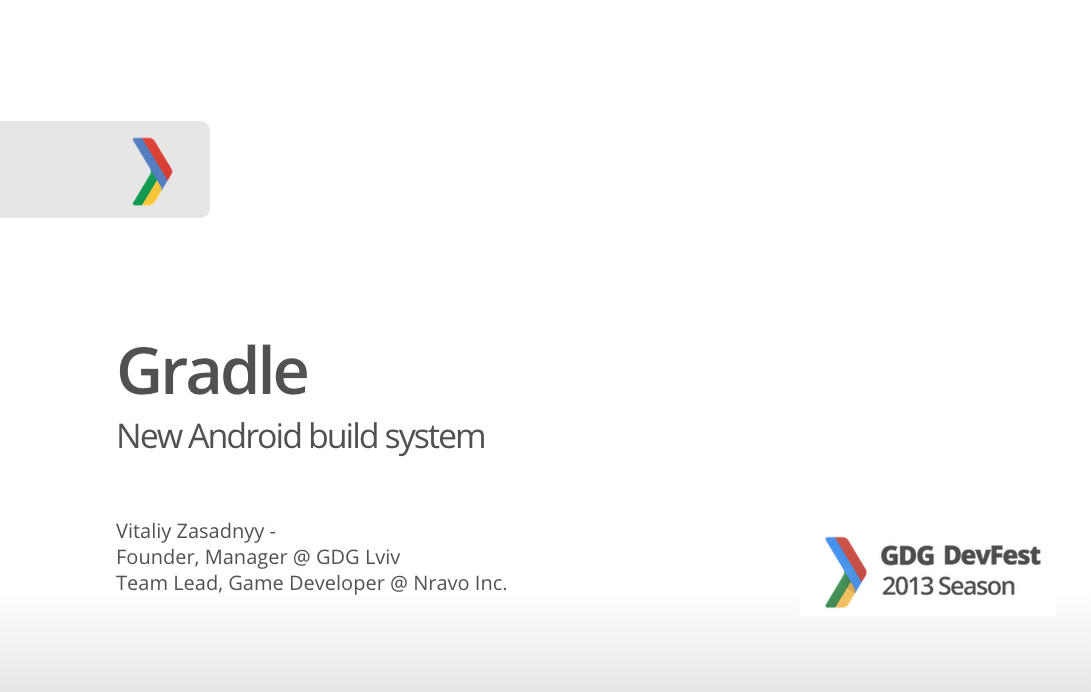 Gradle
New Android build system
Vitaliy Zasadnyy -
Founder, Manager @ GDG Lviv
Team Lead, Game Developer @ Nravo Inc.
GDG DevFest
2013 Season